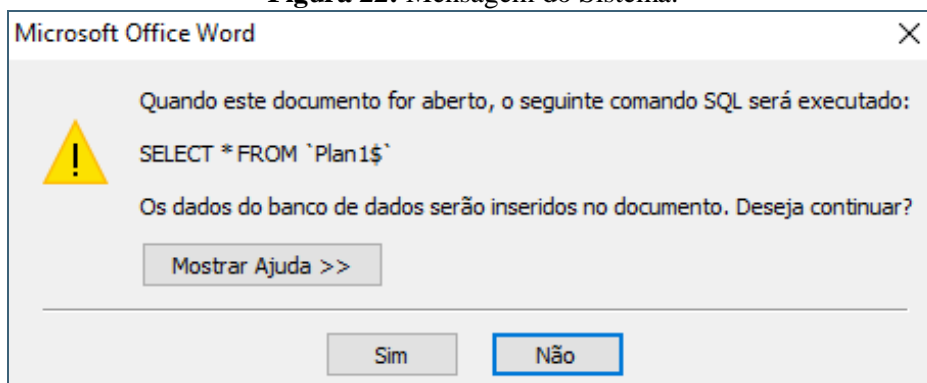 Figura 22: Mensagem do Sistema.
Microsoft Office Word
Quando este documento for aberto, o seguinte comando SQL será executado:
!
SELECT * FROM `Plan1$`
Os dados do banco de dados serão inseridos no documento. Deseja continuar?
Mostrar Ajuda >>
Sim
Não